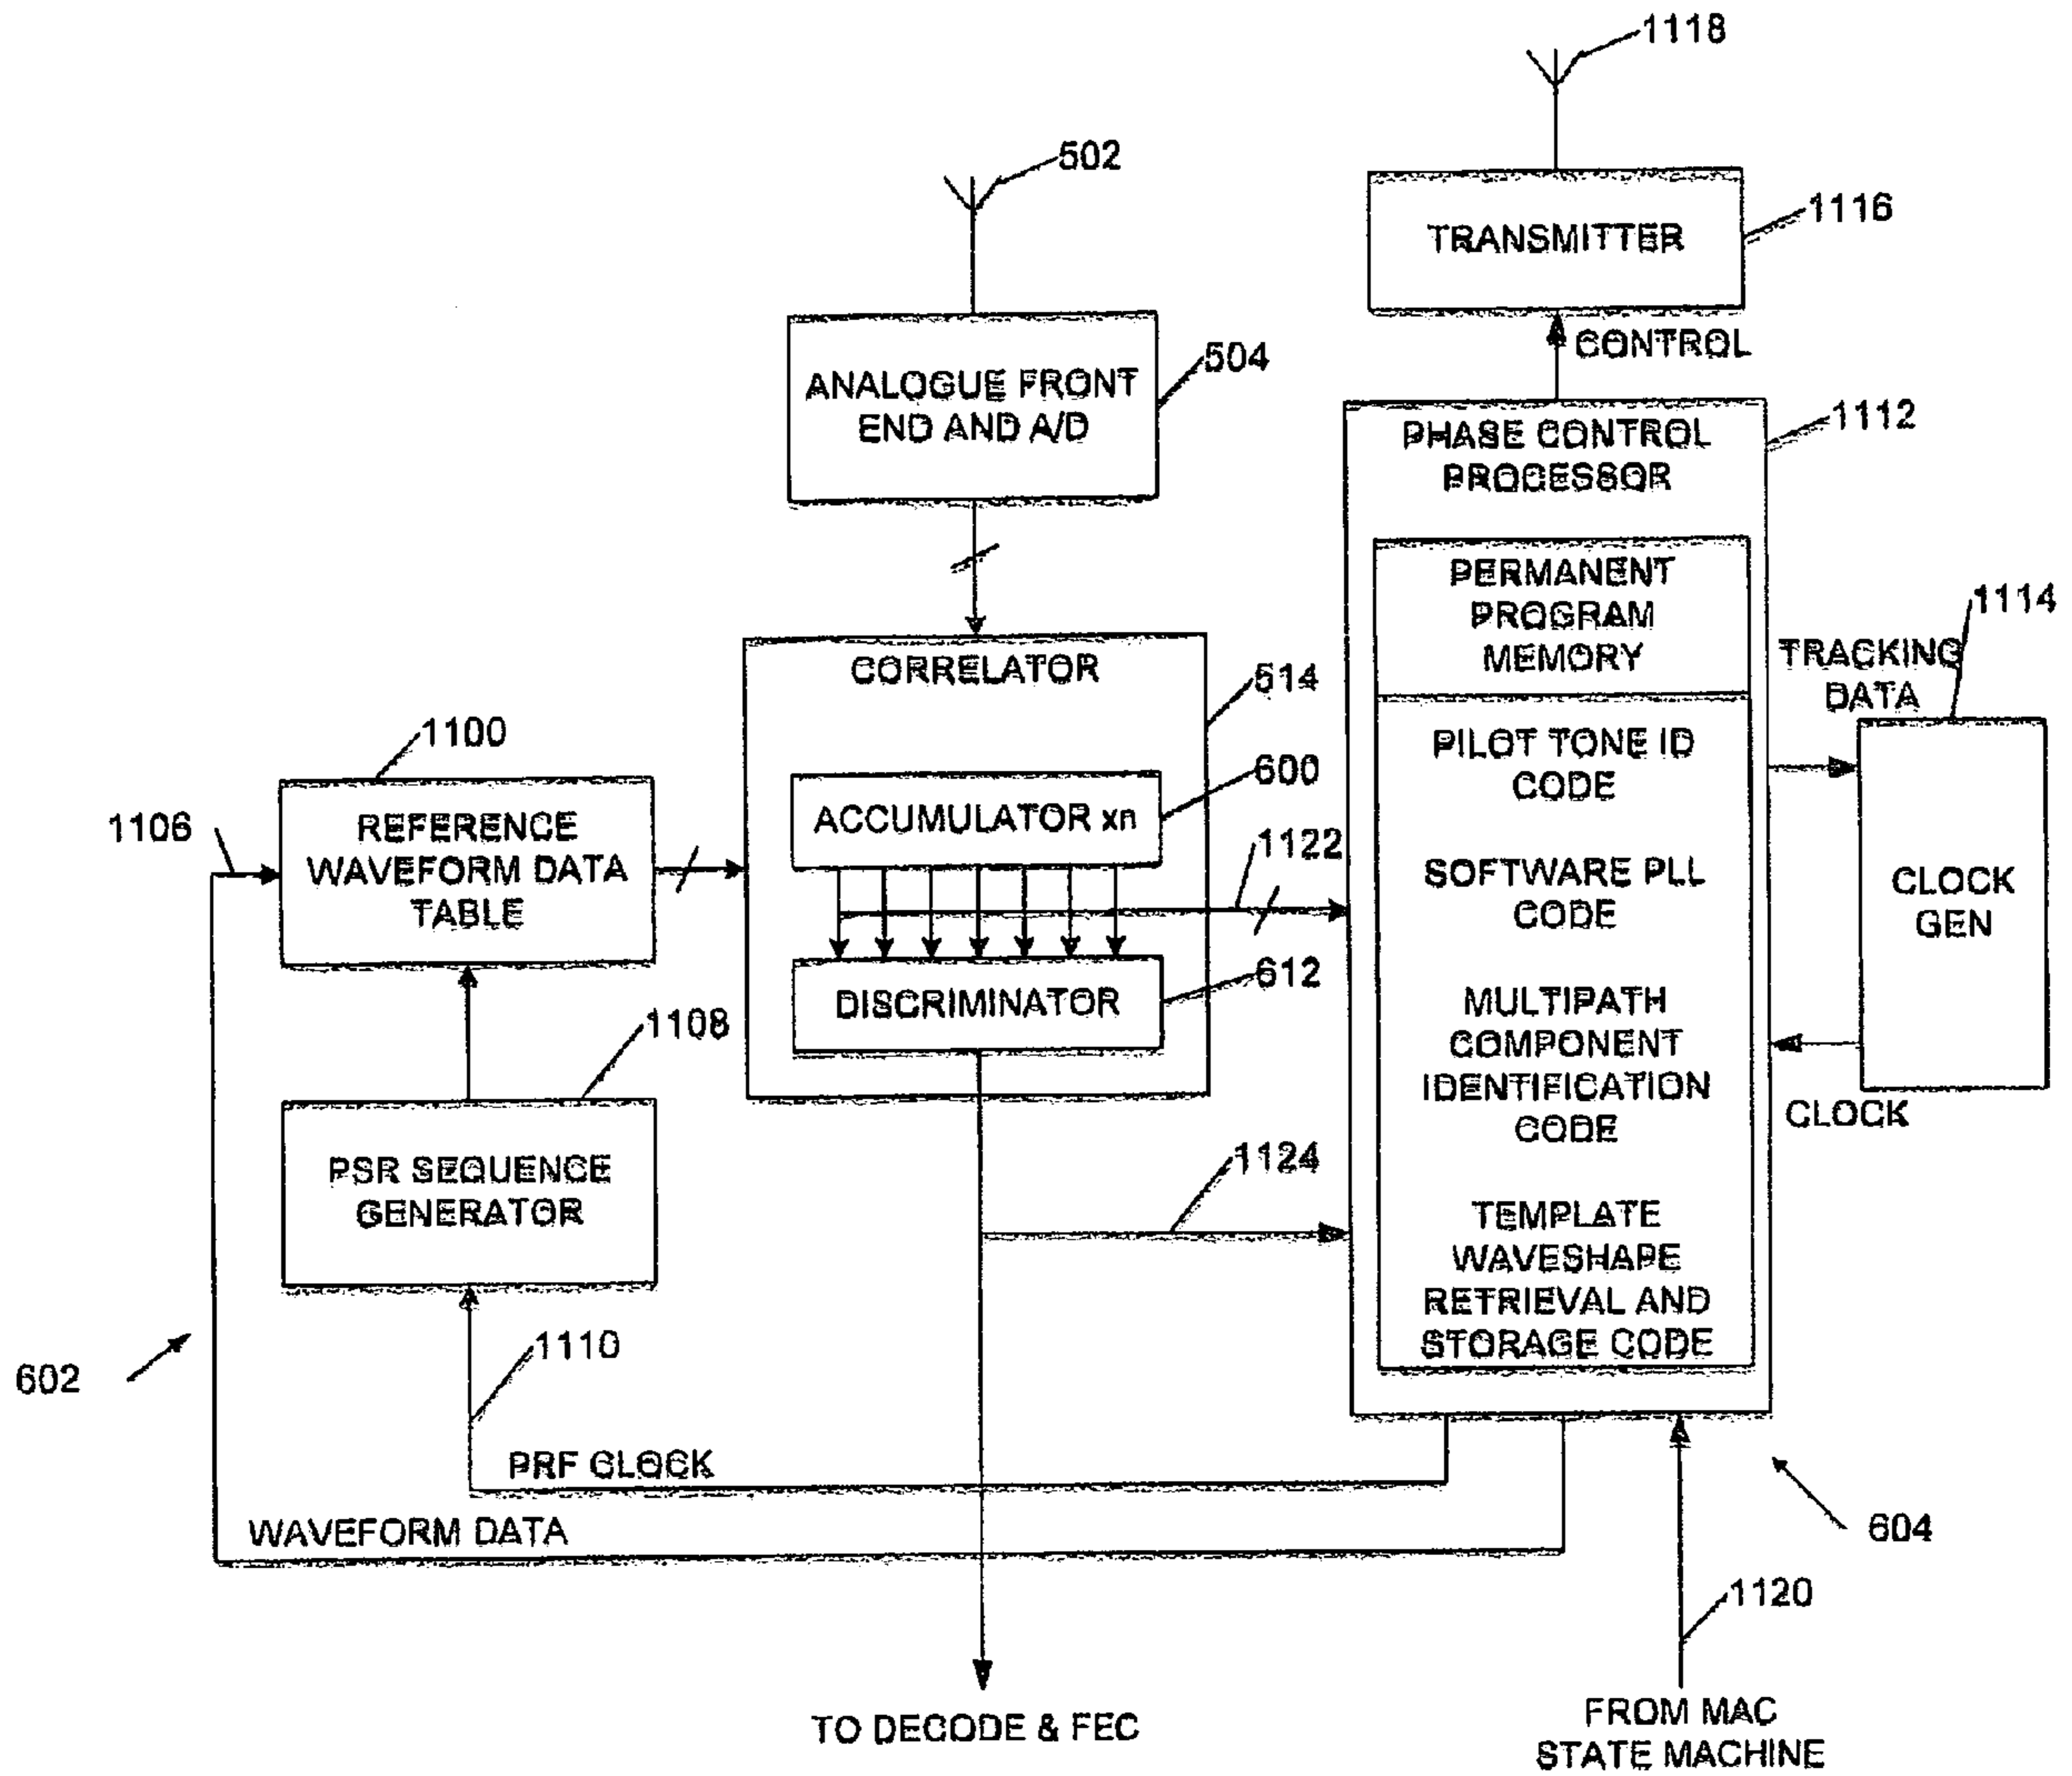 1118
502
TRANSMITTER
1116
CONTROL
ANALOGUE FRONT
END AND A/D
504
PHASE CONTROL
PROCESSOR
1112
PERMANENT
PROGRAM
MEMORY
1114
TRACKING
DATA
CORRELATOR
514
1100
PILOT TONE ID
CODE
600
ACCUMULATOR xn
1106
REFERENCE
WAVEFORM DATA
TABLE
1122
SOFTWARE PLL
CODE
CLOCK
GEN
612
DISCRIMINATOR
1108
MULTIPATH
COMPONENT
IDENTIFICATION
CODE
CLOCK
PSR SEQUENCE
GENERATOR
1124
TEMPLATE
WAVESHAPE
RETRIEVAL AND
STORAGE CODE
602
1110
PRF CLOCK
WAVEFORM DATA
604
1120
TO DECODE & FEC
FROM MAC
STATE MACHINE